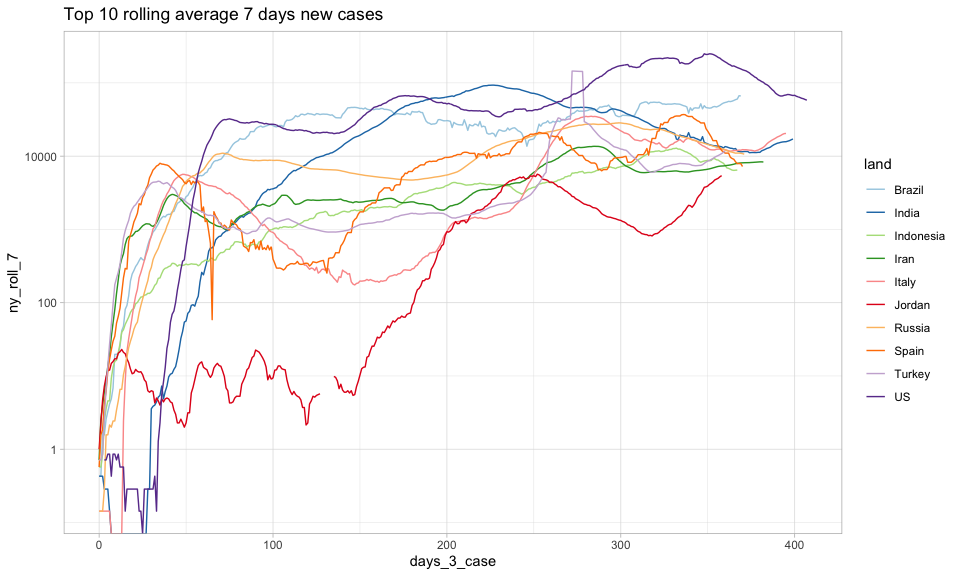 Top 10 rolling average 7 days new cases
ny_roll_7
10000
100
1
0
100
200
300
400
days_3_case
land
Brazil
India
Indonesia
Iran
Italy
Jordan
Russia
Spain
Turkey
US